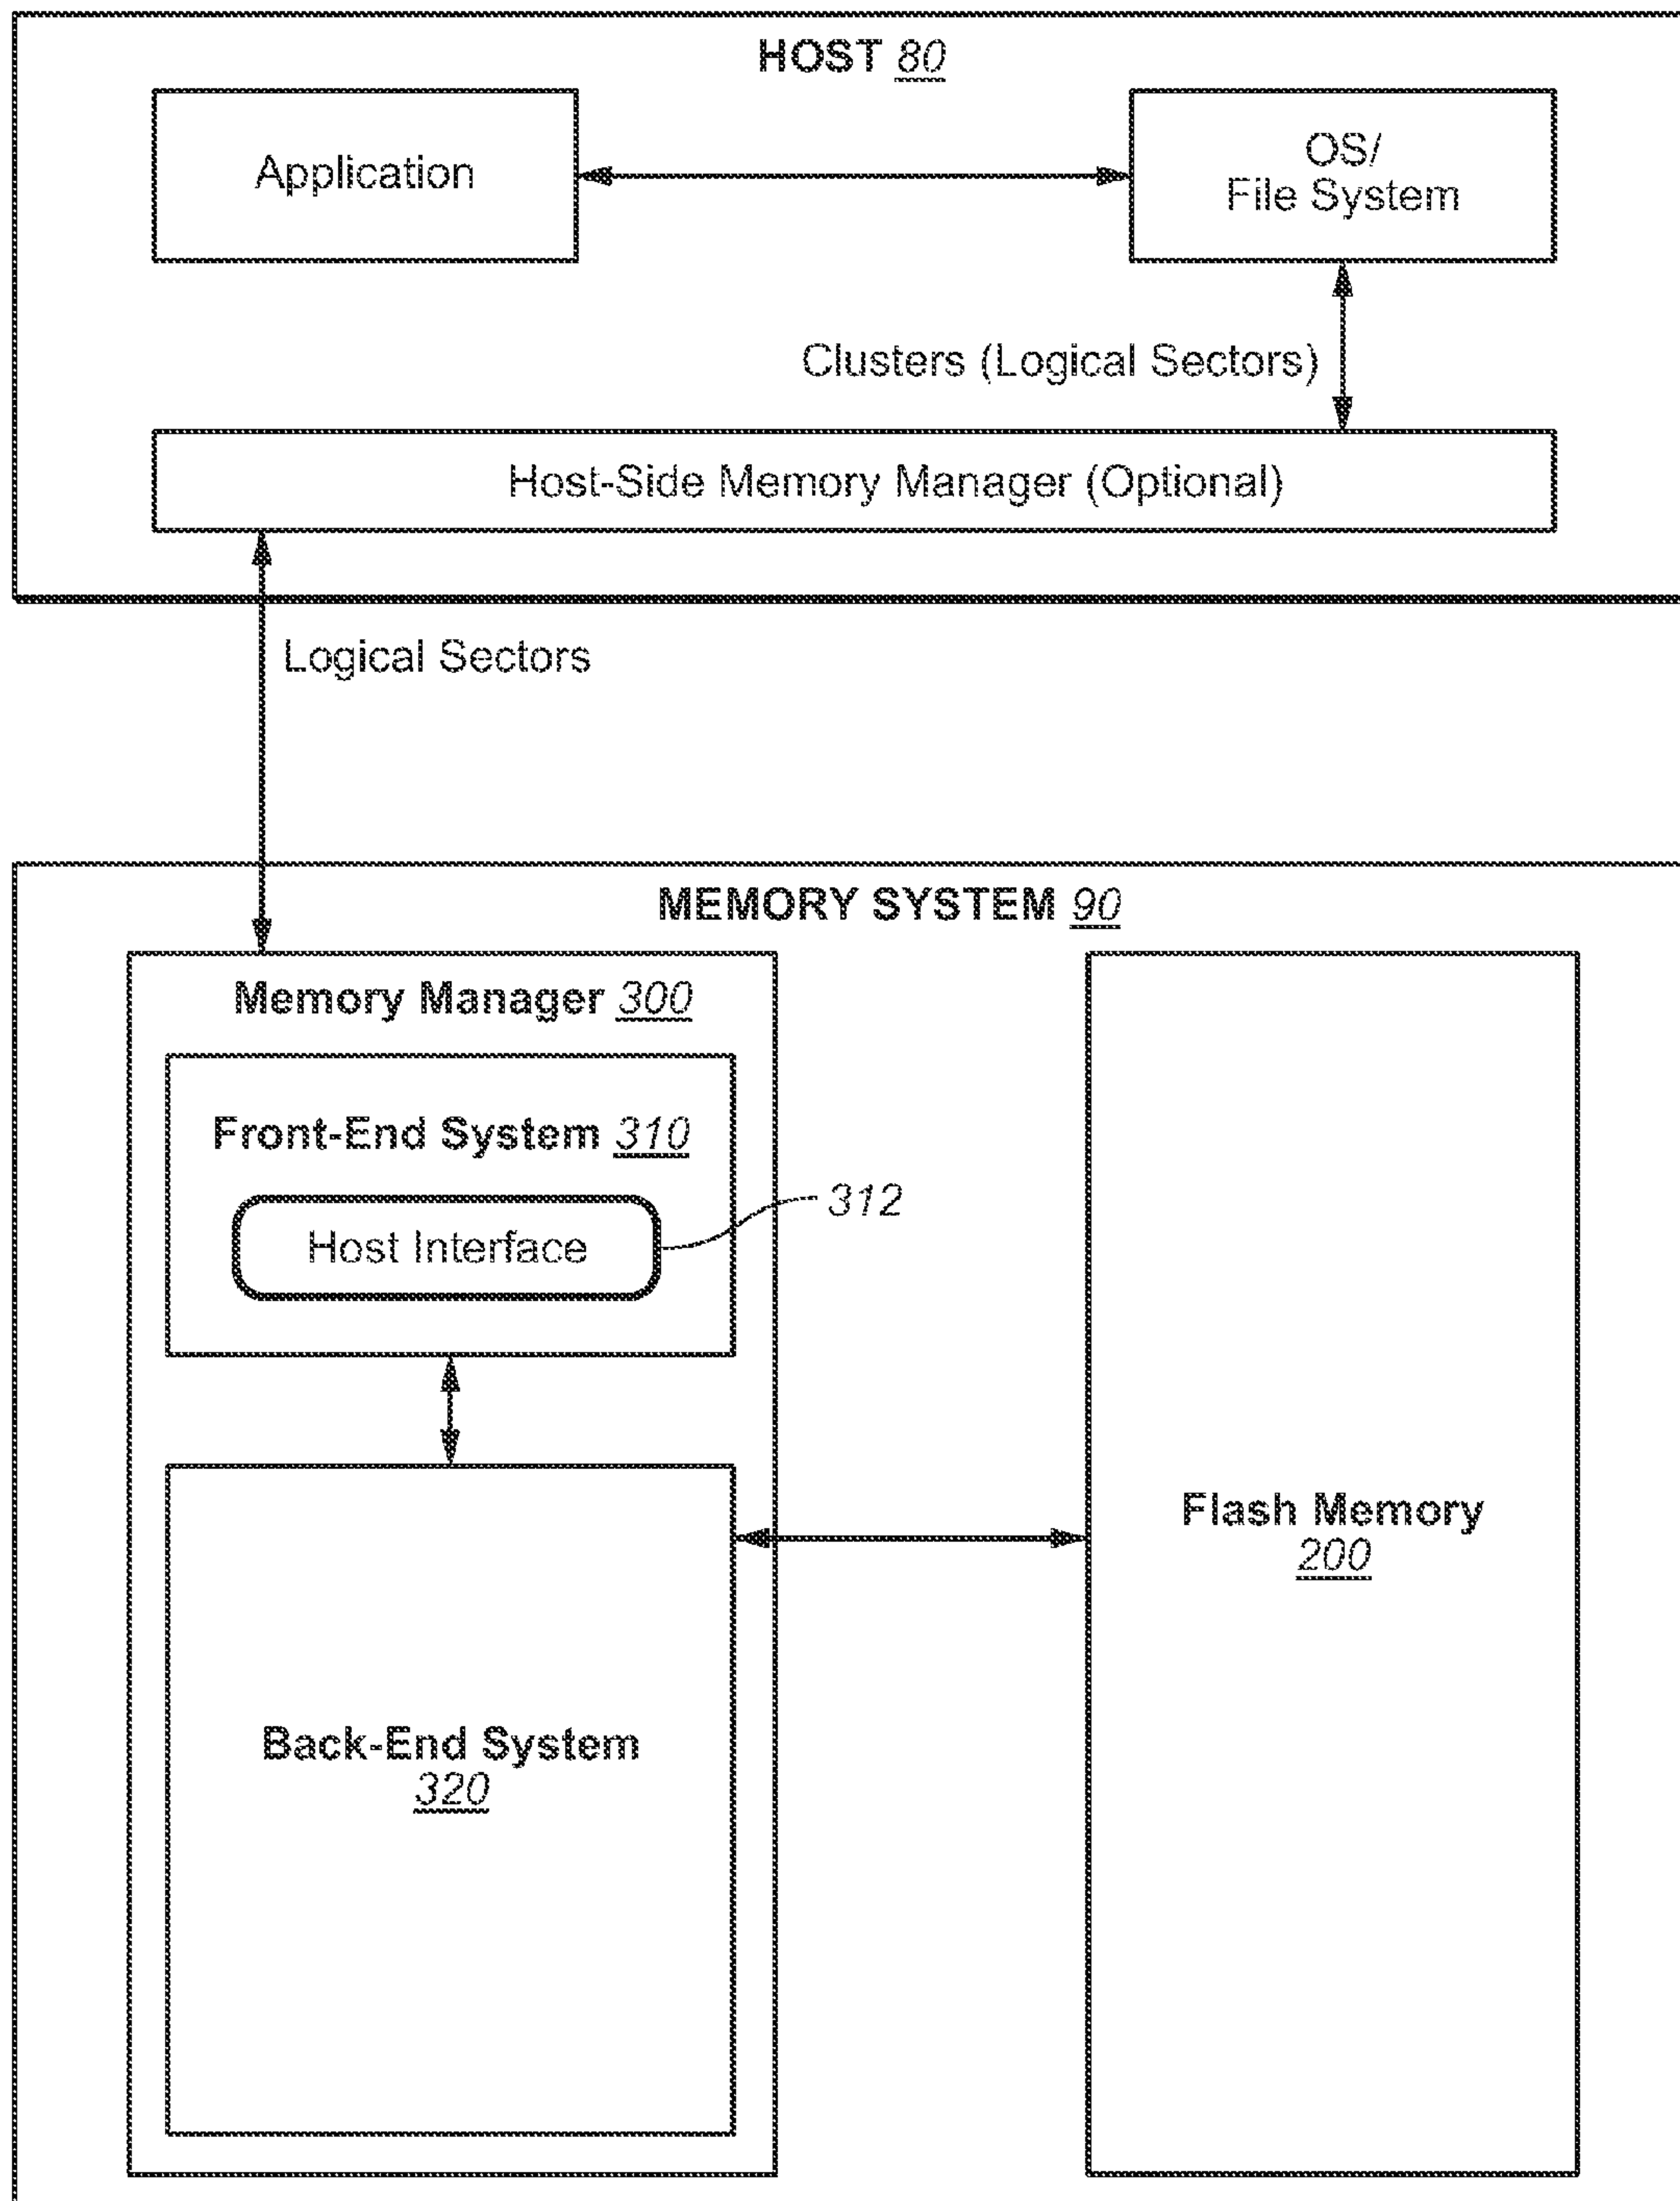 HOST 80
Application
OS/
File System
Clusters (Logical Sectors)
Host-Side Memory Manager (Optional)
Logical Sectors
MEMORY SYSTEM 90
Memory Manager 300
Front-End System 310
312
Host Interface
Flash Memory
200
Back-End System
320